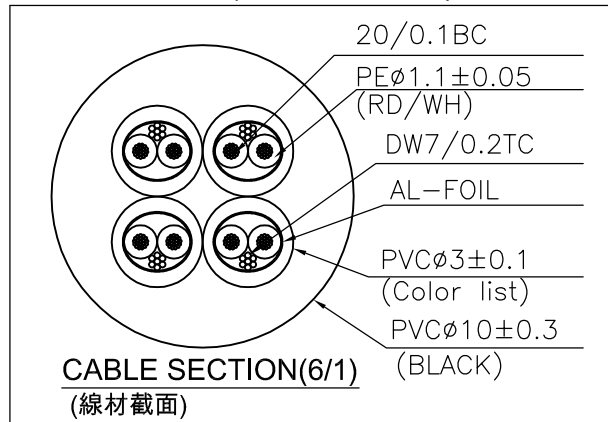 20/0.1BC
PEø1.1±0.05
(RD/WH)
DW7/0.2TC
AL-FOIL
PVCø3±0.1
(Color list)
PVCø10±0.3
(BLACK)
CABLE SECTION(6/1)
(線材截面)